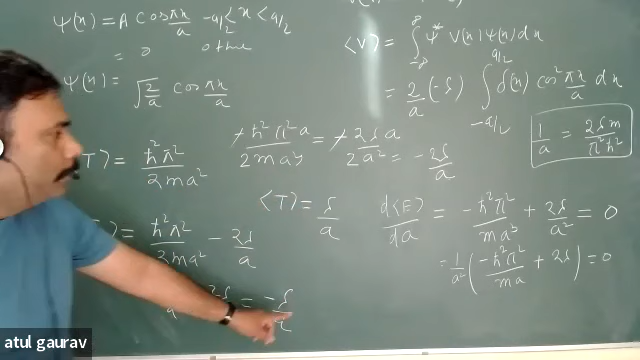 ψ(x) = A cos πx/a  -a/2 < x < a/2
= 0
ψ(x) = √(2/a) cos πx/a
T⟩ = ħ²π²/2ma²
⟩ = ħ²π²/2ma² - 2δ/a
= -δ
-ħ²π²a/2ma³ = -2δa/2a²
⟨T⟩ = δ/a
⟨V⟩ = ∫ ψ* V(x) ψ(x) dx
= 2/a (-δ) ∫_{-a/2}^{a/2} δ(x) cos² πx/a dx
= -2δ/a
1/a = 2δm/π²ħ²
d⟨E⟩/da = -ħ²π²/ma³ + 2δ/a² = 0
= 1/a² ( -ħ²π²/ma + 2δ ) = 0
atul gaurav